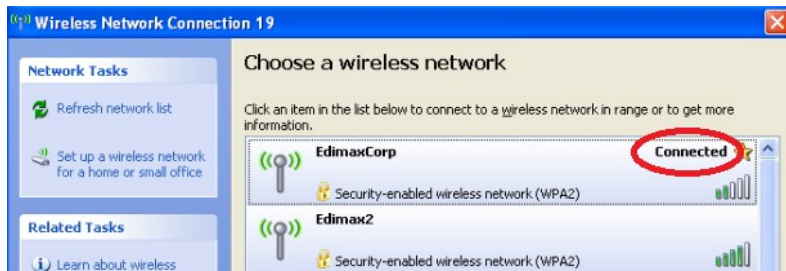 Wireless Network Connection 19
Network Tasks
Refresh network list
Set up a wireless network
for a home or small office
Related Tasks
Learn about wireless
Choose a wireless network
Click an item in the list below to connect to a wireless network in range or to get more
information.
EdimaxCorp
Connected
Security-enabled wireless network (WPA2)
Edimax2
Security-enabled wireless network (WPA2)